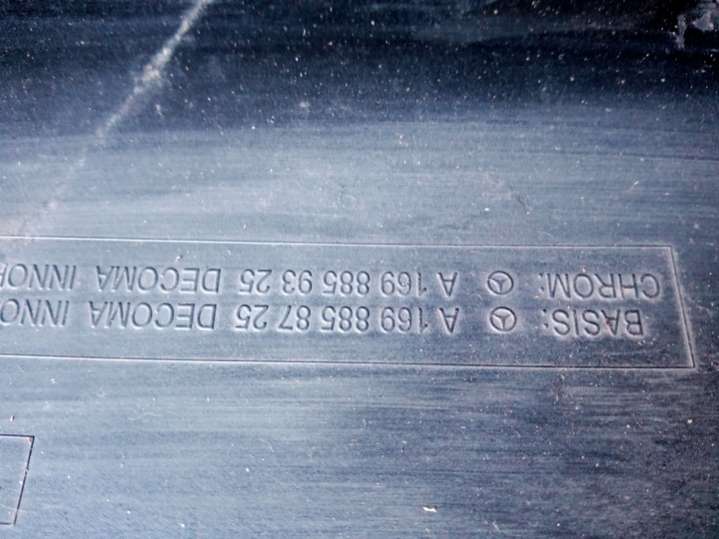 BASIS: A 169 885 87 25 DECOMA INNO
CHROM: A 169 885 93 25 DECOMA INNO